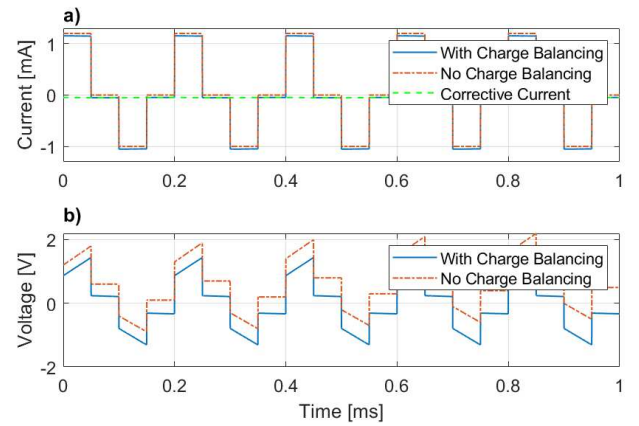 a)
Current [mA]
1
0
-1
With Charge Balancing
No Charge Balancing
Corrective Current
0 0.2 0.4 0.6 0.8 1
b)
Voltage [V]
2
0
-2
With Charge Balancing
No Charge Balancing
0 0.2 0.4 0.6 0.8 1
Time [ms]